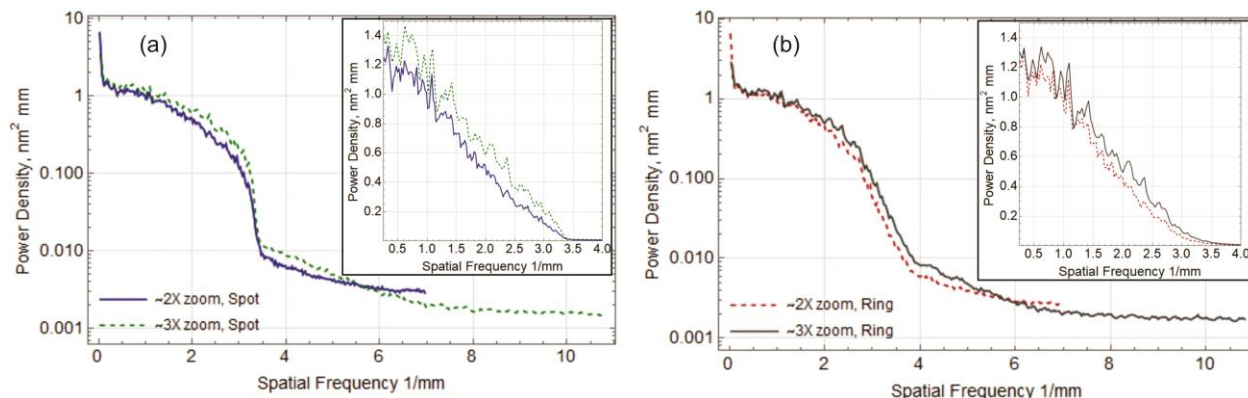 (a)
Power Density, nm² mm
10
1
0.100
0.010
0.001
0 2 4 6 8 10
Spatial Frequency 1/mm
~2X zoom, Spot
~3X zoom, Spot
Power Density, nm² mm
1.4
1.2
1.0
0.8
0.6
0.4
0.2
0.5 1.0 1.5 2.0 2.5 3.0 3.5 4.0
Spatial Frequency 1/mm
(b)
Power Density, nm² mm
10
1
0.100
0.010
0.001
0 2 4 6 8 10
Spatial Frequency 1/mm
~2X zoom, Ring
~3X zoom, Ring
Power Density, nm² mm
1.4
1.2
1.0
0.8
0.6
0.4
0.2
0.5 1.0 1.5 2.0 2.5 3.0 3.5 4.0
Spatial Frequency 1/mm